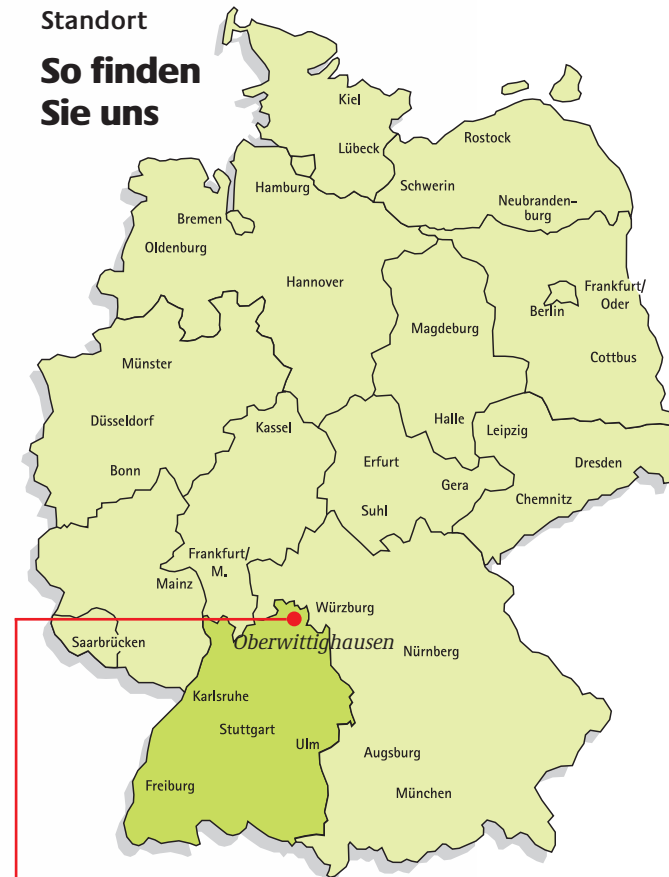 Standort
So finden
Sie uns
Kiel
Lübeck
Rostock
Hamburg
Schwerin
Neubranden-
burg
Bremen
Oldenburg
Hannover
Frankfurt/
Oder
Berlin
Magdeburg
Münster
Cottbus
Düsseldorf
Kassel
Halle
Leipzig
Bonn
Erfurt
Gera
Dresden
Suhl
Chemnitz
Frankfurt/
M.
Mainz
Würzburg
Saarbrücken
Oberwittighausen
Nürnberg
Karlsruhe
Stuttgart
Ulm
Augsburg
Freiburg
München